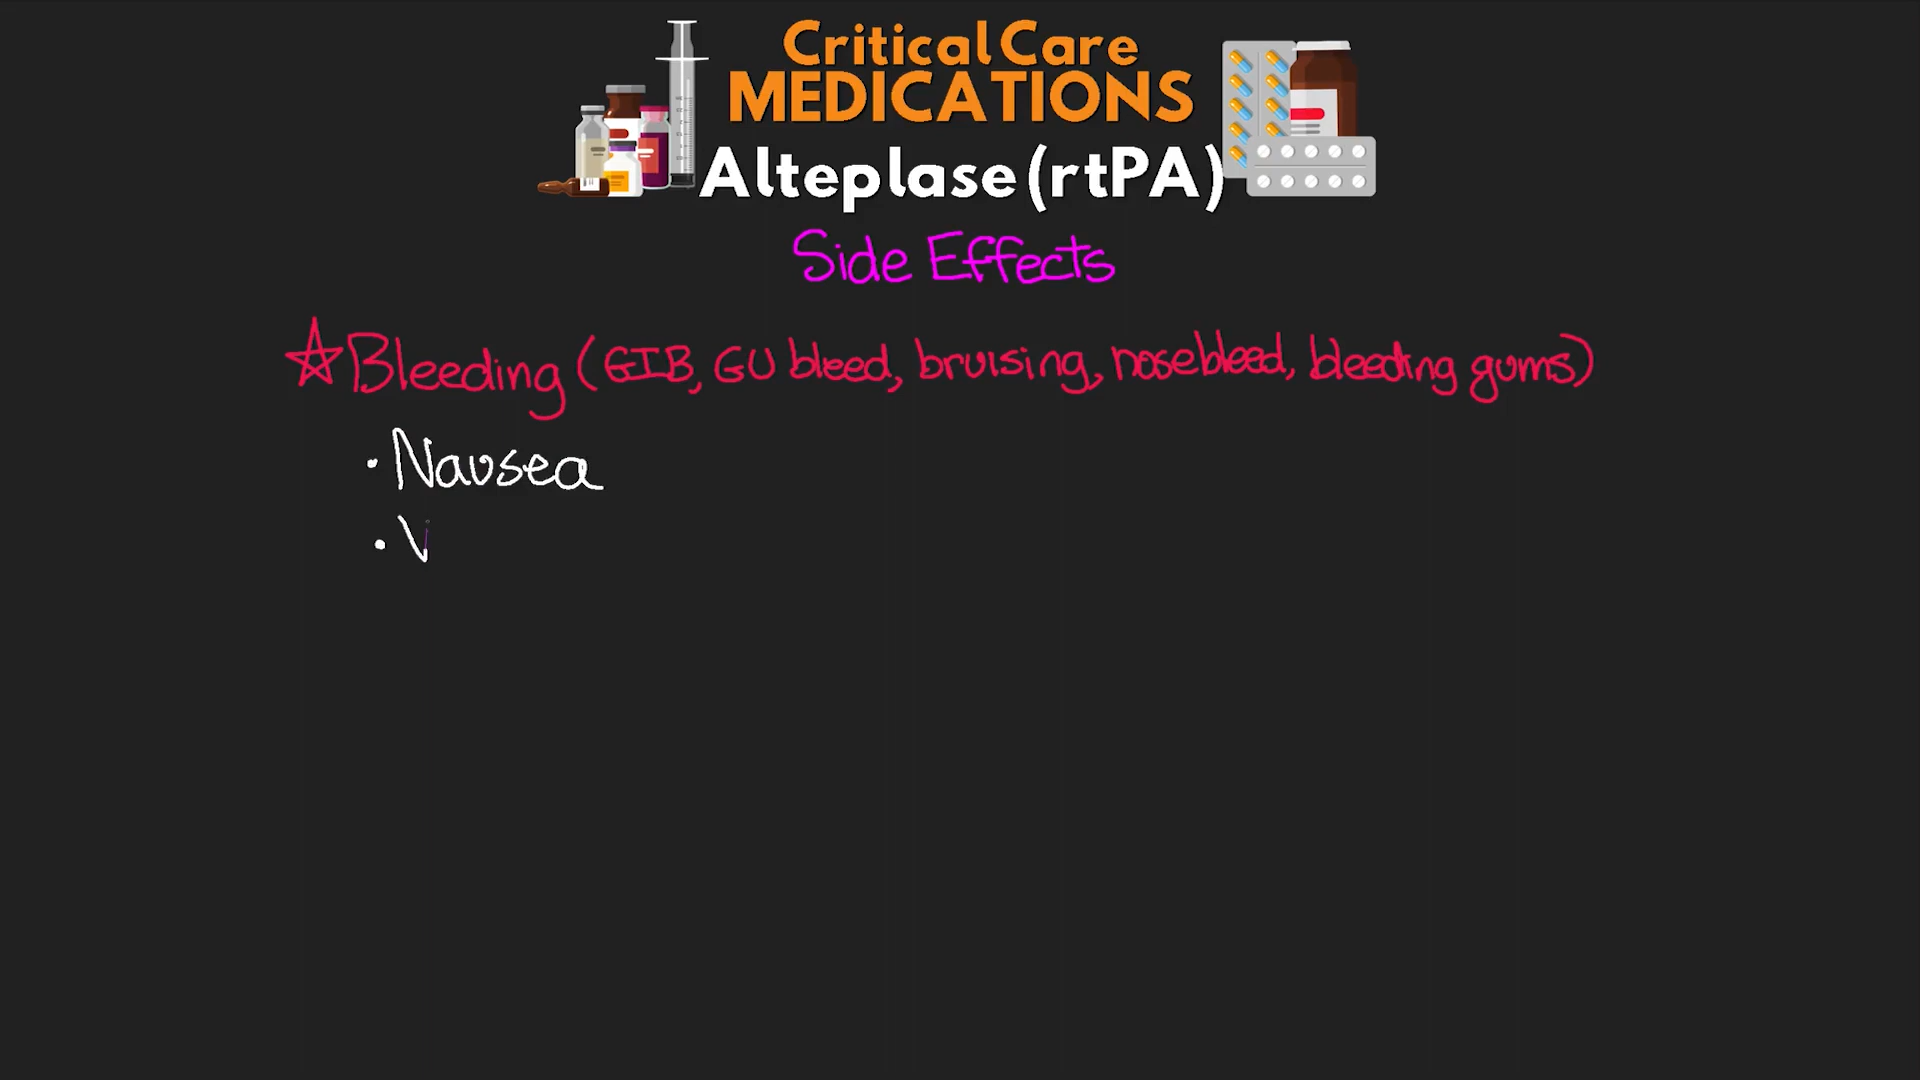 Critical Care
MEDICATIONS
Alteplase (rtPA)
Side Effects
☆Bleeding (GIB, GU bleed, bruising, nosebleed, bleeding gums)
• Nausea
• V